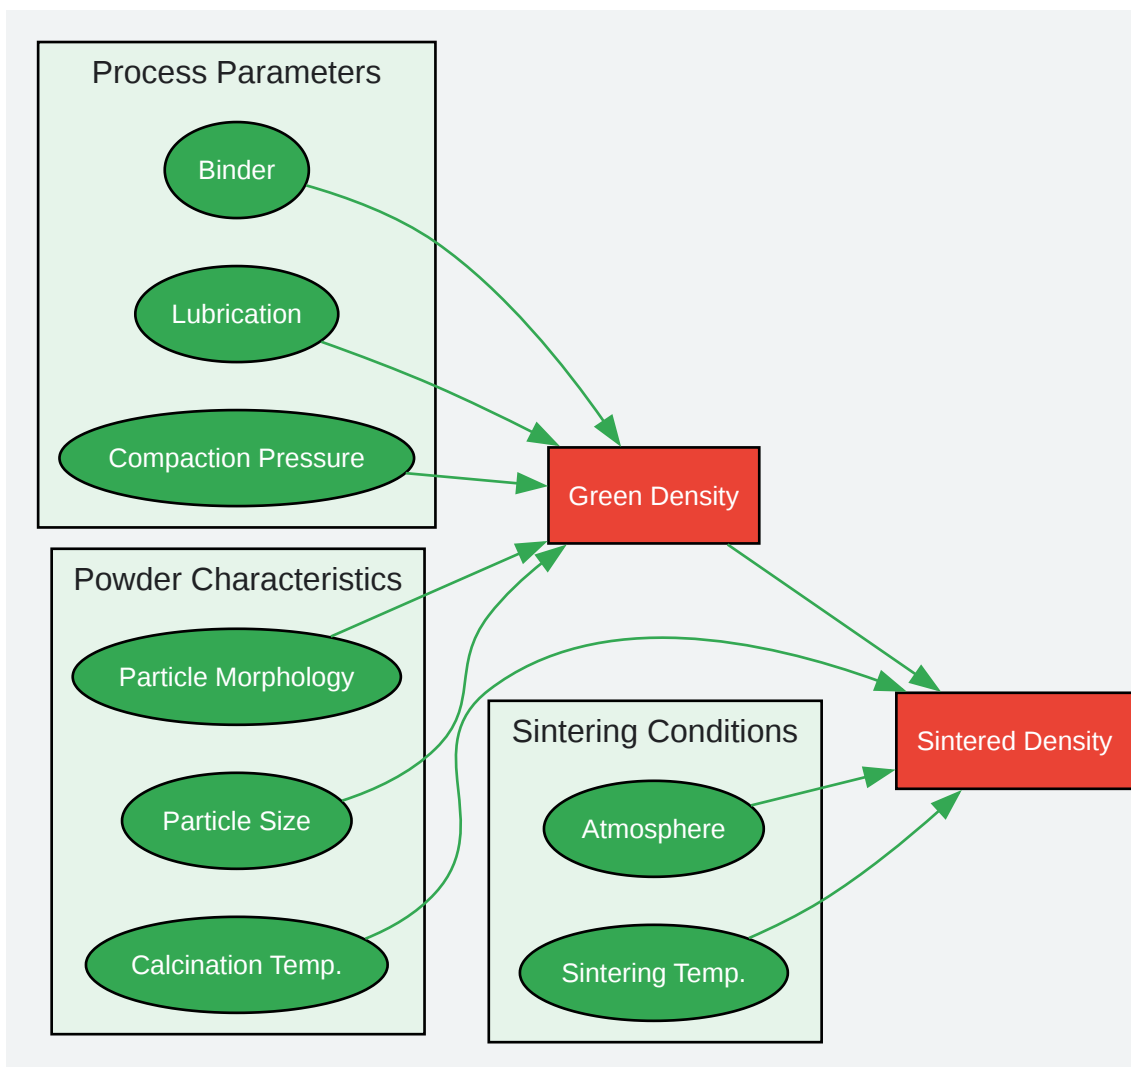 Process Parameters
Binder
Lubrication
Compaction Pressure
Green Density
Powder Characteristics
Particle Morphology
Particle Size
Calcination Temp.
Sintering Conditions
Atmosphere
Sintering Temp.
Sintered Density